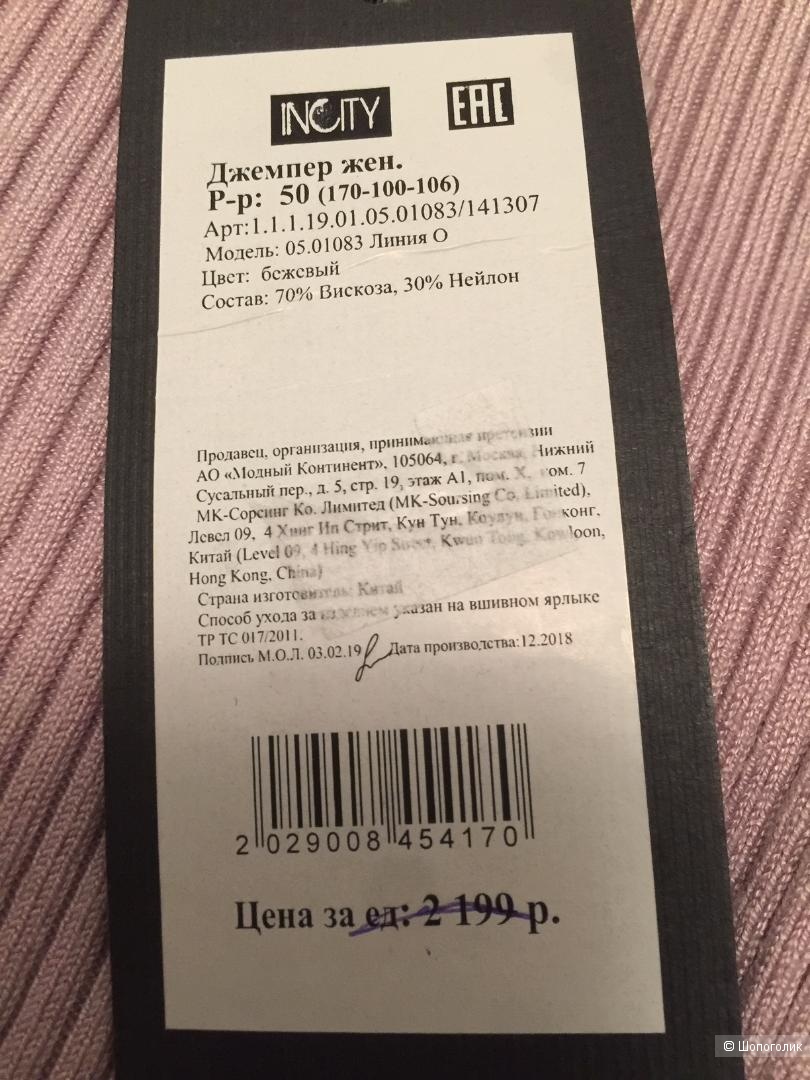 INCITY
EAC
Джемпер жен.
Р-р: 50 (170-100-106)
Арт:1.1.1.19.01.05.01083/141307
Модель: 05.01083 Линия О
Цвет: бежевый
Состав: 70% Вискоза, 30% Нейлон
Продавец, организация, принимающая претензии
АО «Модный Континент», 105064, г. Москва, Нижний
Сусальный пер., д. 5, стр. 19, этаж А1, пом. X, ком. 7
МК-Сорсинг Ко. Лимитед (MK-Soursing Co. Limited),
Левел 09, 4 Хинг Ип Стрит, Кун Тун, Коулун, Гонконг,
Китай (Level 09, 4 Hing Yip Street, Kwun Tong, Kowloon,
Hong Kong, China)
Страна изготовитель: Китай
Способ ухода за изделием указан на вшивном ярлыке
ТР ТС 017/2011.
Подпись М.О.Л. 03.02.19 Дата производства:12.2018
2 029008 454170
Цена за ед: 2 199 р.
© Шопоголик